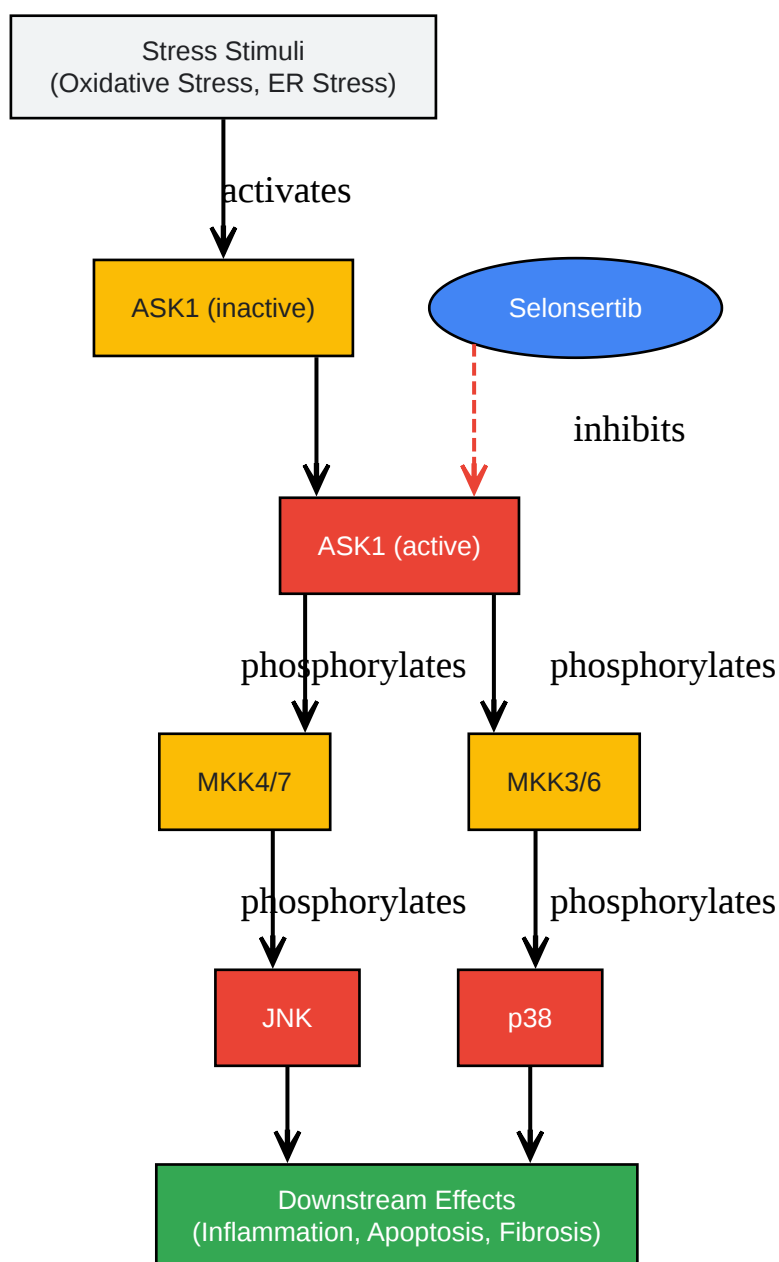 Stress Stimuli
(Oxidative Stress, ER Stress)
activates
ASK1 (inactive)
Selonsertib
inhibits
ASK1 (active)
phosphorylates
phosphorylates
MKK4/7
MKK3/6
phosphorylates
phosphorylates
JNK
p38
Downstream Effects
(Inflammation, Apoptosis, Fibrosis)